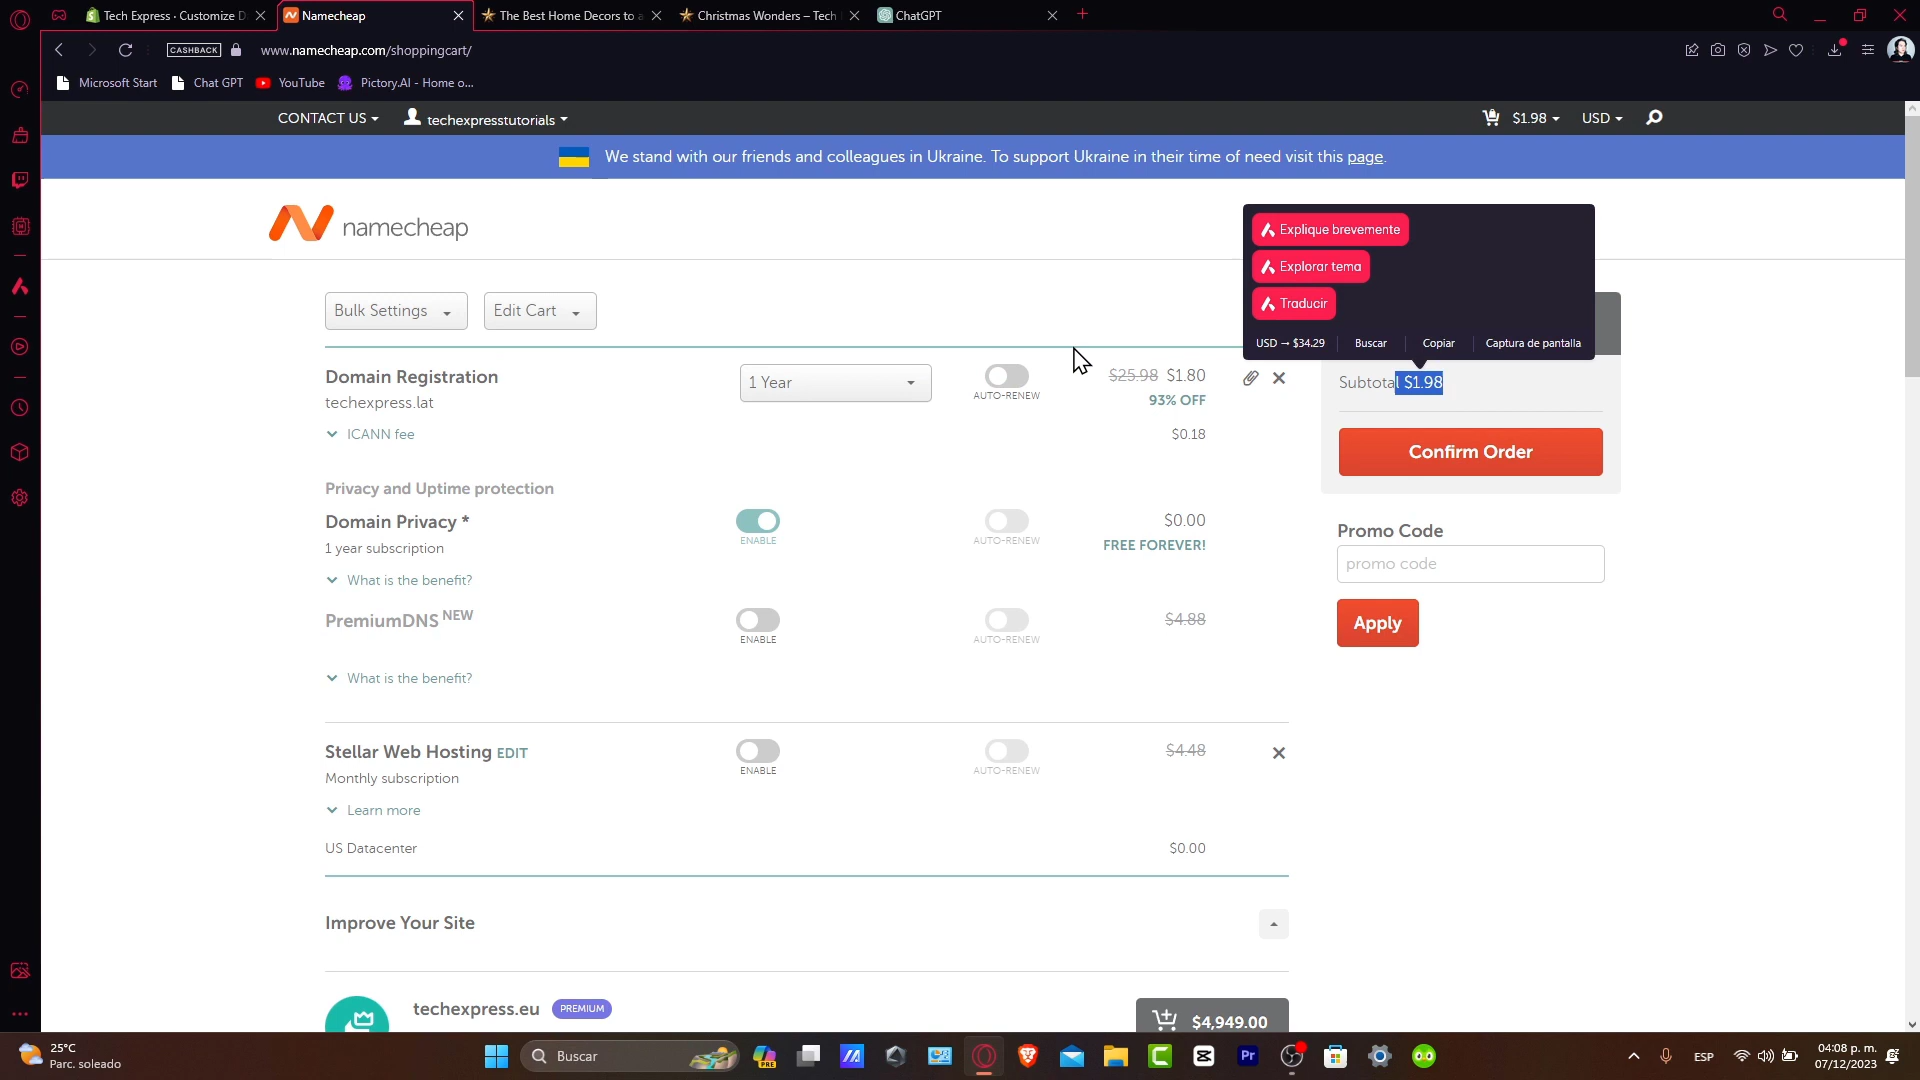 Tech Express · Customize D
Namecheap
The Best Home Decors to a
Christmas Wonders – Tech
ChatGPT
CASHBACK
www.namecheap.com/shoppingcart/
Microsoft Start
Chat GPT
YouTube
Pictory.AI - Home o...
CONTACT US
techexpresstutorials
$1.98
USD
We stand with our friends and colleagues in Ukraine. To support Ukraine in their time of need visit this page.
namecheap
Explique brevemente
Explorar tema
Traducir
USD → $34.29
Buscar
Copiar
Captura de pantalla
Bulk Settings
Edit Cart
Domain Registration
techexpress.lat
1 Year
AUTO-RENEW
$25.98 $1.80
93% OFF
ICANN fee
$0.18
Subtotal $1.98
Confirm Order
Privacy and Uptime protection
Domain Privacy *
1 year subscription
ENABLE
AUTO-RENEW
$0.00
FREE FOREVER!
What is the benefit?
Promo Code
promo code
Apply
PremiumDNS NEW
ENABLE
AUTO-RENEW
$4.88
What is the benefit?
Stellar Web Hosting EDIT
Monthly subscription
ENABLE
AUTO-RENEW
$4.48
Learn more
US Datacenter
$0.00
Improve Your Site
techexpress.eu
PREMIUM
$4,949.00
25°C
Parc. soleado
Buscar
PRE
Pr
ESP
04:08 p. m.
07/12/2023